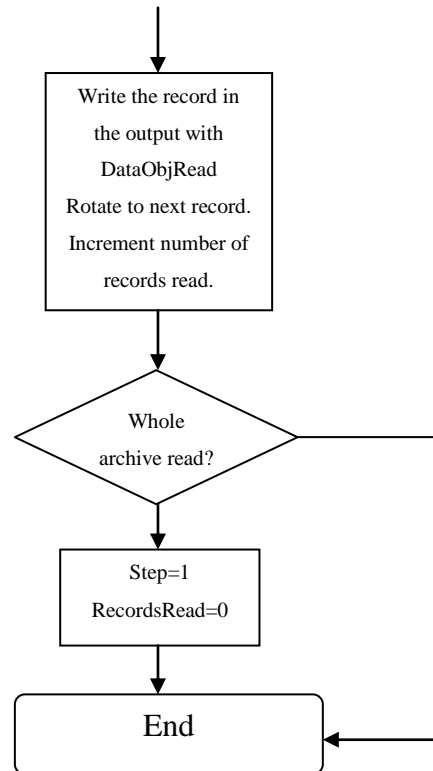 Write the record in
the output with
DataObjRead
Rotate to next record.
Increment number of
records read.
Whole
archive read?
Step=1
RecordsRead=0
End